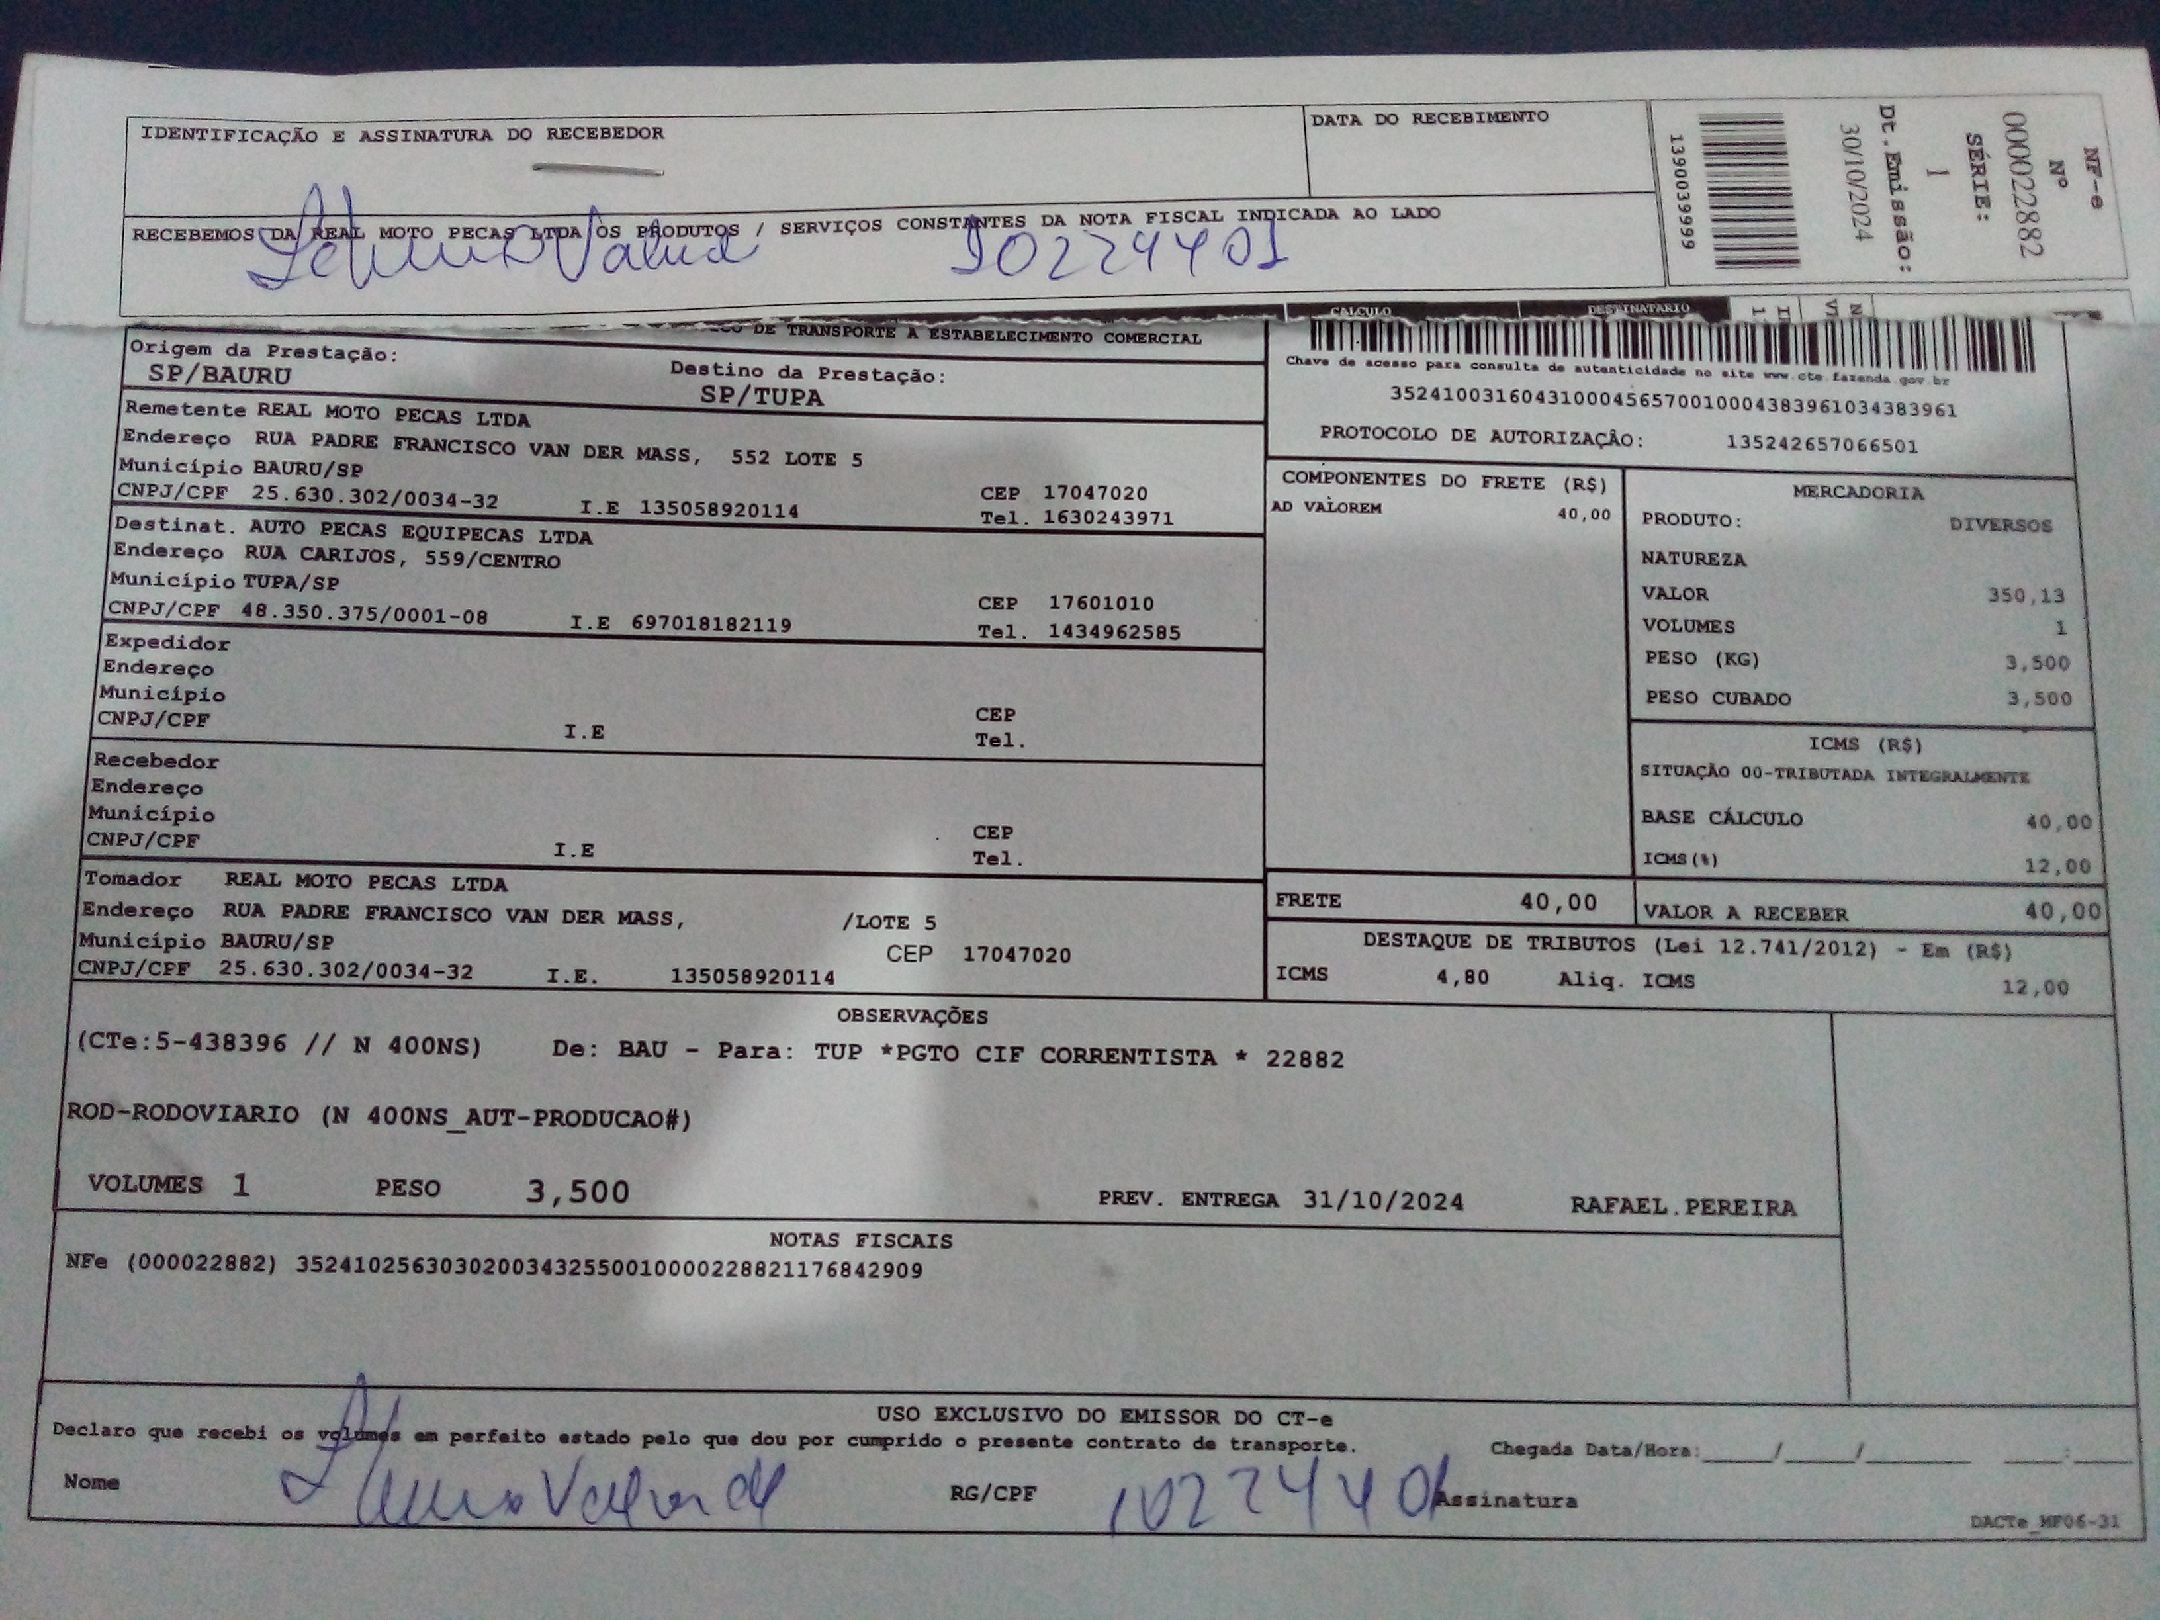 IDENTIFICAÇÃO E ASSINATURA DO RECEBEDOR
DATA DO RECEBIMENTO
RECEBEMOS DA REAL MOTO PECAS LTDA OS PRODUTOS / SERVIÇOS CONSTANTES DA NOTA FISCAL INDICADA AO LADO
10224401
NF-e
Nº
000022882
SÉRIE:
1
Dt.Emissão:
30/10/2024
1390039999
CALCULO
DESTINATARIO
DE TRANSPORTE A ESTABELECIMENTO COMERCIAL
Origem da Prestação:
SP/BAURU
Destino da Prestação:
SP/TUPA
Chave de acesso para consulta de autenticidade no site www.cte.fazenda.gov.br
35241003160431000456570010004383961034383961
PROTOCOLO DE AUTORIZAÇÃO: 135242657066501
Remetente REAL MOTO PECAS LTDA
Endereço RUA PADRE FRANCISCO VAN DER MASS, 552 LOTE 5
Município BAURU/SP
CNPJ/CPF 25.630.302/0034-32 I.E 135058920114
CEP 17047020
Tel. 1630243971
Destinat. AUTO PECAS EQUIPECAS LTDA
Endereço RUA CARIJOS, 559/CENTRO
Município TUPA/SP
CNPJ/CPF 48.350.375/0001-08 I.E 697018182119
CEP 17601010
Tel. 1434962585
Expedidor
Endereço
Município
CNPJ/CPF I.E
CEP
Tel.
Recebedor
Endereço
Município
CNPJ/CPF I.E
CEP
Tel.
Tomador REAL MOTO PECAS LTDA
Endereço RUA PADRE FRANCISCO VAN DER MASS, /LOTE 5
Município BAURU/SP CEP 17047020
CNPJ/CPF 25.630.302/0034-32 I.E. 135058920114
COMPONENTES DO FRETE (R$)
AD VALOREM 40,00
MERCADORIA
PRODUTO: DIVERSOS
NATUREZA
VALOR 350,13
VOLUMES 1
PESO (KG) 3,500
PESO CUBADO 3,500
ICMS (R$)
SITUAÇÃO 00-TRIBUTADA INTEGRALMENTE
BASE CÁLCULO 40,00
ICMS(%) 12,00
FRETE 40,00
VALOR A RECEBER 40,00
DESTAQUE DE TRIBUTOS (Lei 12.741/2012) - Em (R$)
ICMS 4,80 Aliq. ICMS 12,00
OBSERVAÇÕES
(CTe:5-438396 // N 400NS) De: BAU - Para: TUP *PGTO CIF CORRENTISTA * 22882
ROD-RODOVIARIO (N 400NS_AUT-PRODUCAO#)
VOLUMES 1 PESO 3,500 PREV. ENTREGA 31/10/2024 RAFAEL.PEREIRA
NOTAS FISCAIS
NFe (000022882) 35241025630302003432550010000228821176842909
USO EXCLUSIVO DO EMISSOR DO CT-e
Declaro que recebi os volumes em perfeito estado pelo que dou por cumprido o presente contrato de transporte.
Chegada Data/Hora:_____/_____/________ ____:____
Nome RG/CPF 10224401 Assinatura
DACTe_MF06-31